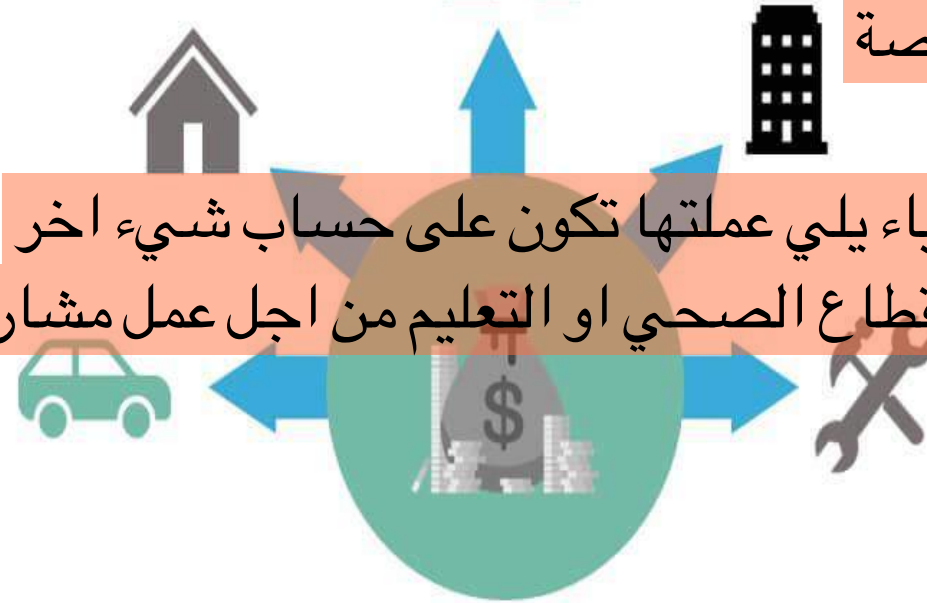 صة
ياء يلي عملتها تكون على حساب شيء اخر
قطاع الصحي او التعليم من اجل عمل مشار
$